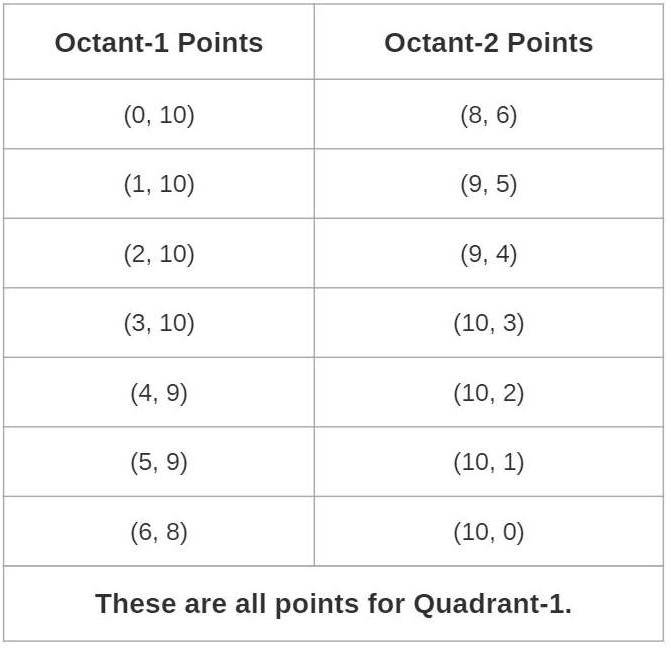 Octant-1 Points Octant-2 Points
(0, 10) (8, 6)
(1, 10) (9, 5)
(2, 10) (9, 4)
(3, 10) (10, 3)
(4, 9) (10, 2)
(5, 9) (10, 1)
(6, 8) (10, 0)
These are all points for Quadrant-1.